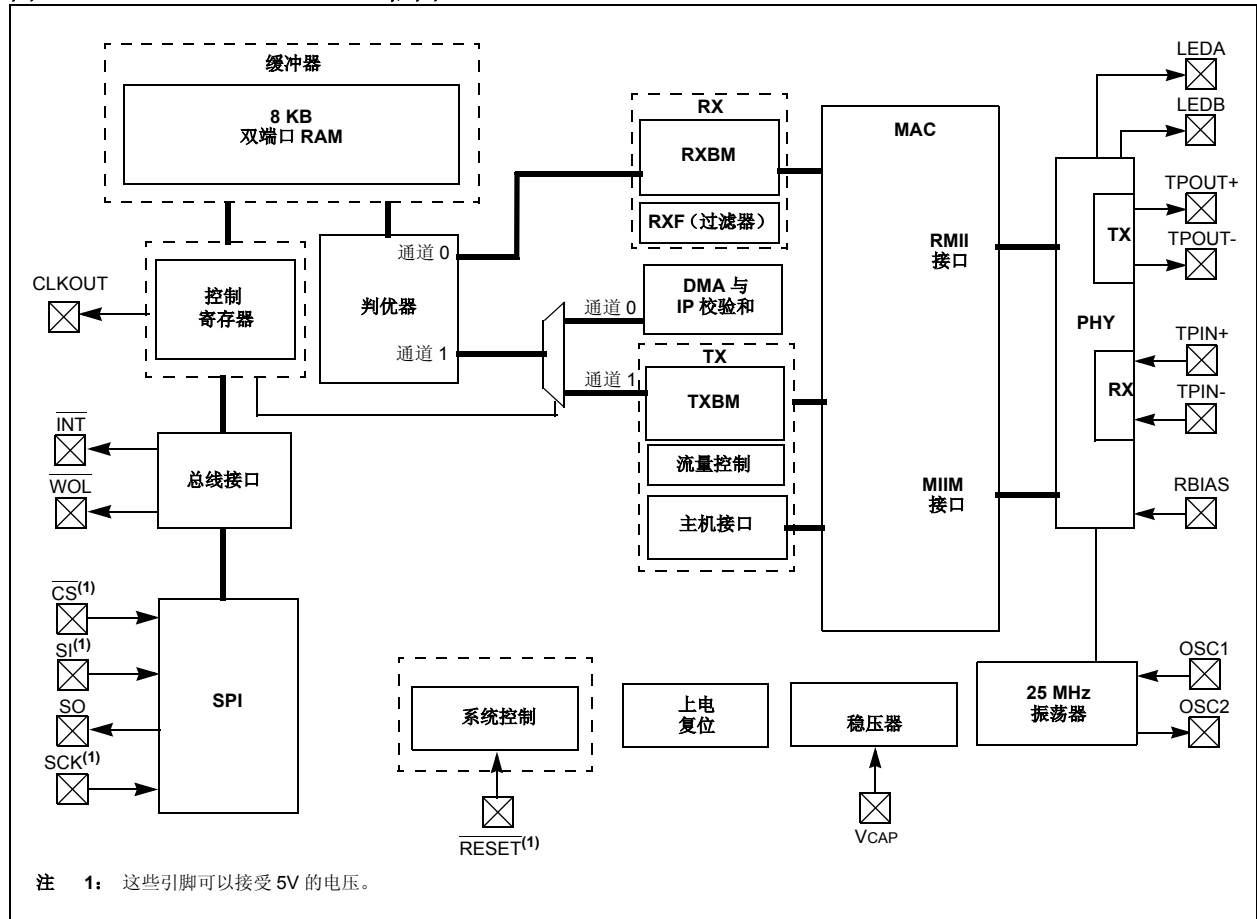 缓冲器
8 KB
双端口 RAM
CLKOUT
控制
寄存器
通道 0
判优器
通道 1
RX
RXBM
RXF（过滤器）
通道 0
DMA 与
IP 校验和
TX
通道 1
TXBM
流量控制
主机接口
MAC
RMII
接口
MIIM
接口
LEDA
LEDB
TPOUT+
TX
TPOUT-
PHY
TPIN+
RX
TPIN-
RBIAS
INT
WOL
总线接口
CS(1)
SI(1)
SO
SCK(1)
SPI
系统控制
RESET(1)
上电
复位
稳压器
VCAP
25 MHz
振荡器
OSC1
OSC2
注 1： 这些引脚可以接受 5V 的电压。